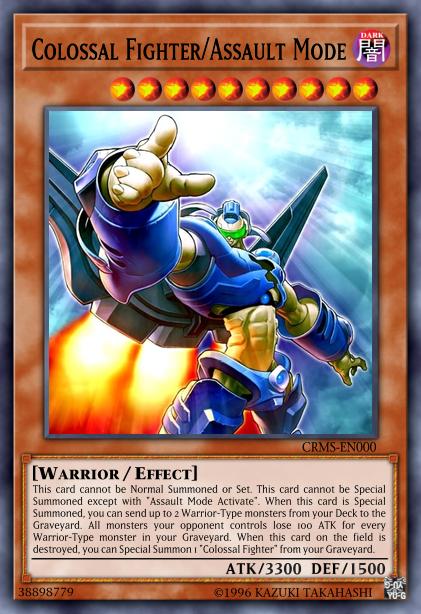 COLOSSAL FIGHTER/ASSAULT MODE
DARK
闇
CRMS-EN000
[WARRIOR / EFFECT]
This card cannot be Normal Summoned or Set. This card cannot be Special
Summoned except with "Assault Mode Activate". When this card is Special
Summoned, you can send up to 2 Warrior-Type monsters from your Deck to the
Graveyard. All monsters your opponent controls lose 100 ATK for every
Warrior-Type monster in your Graveyard. When this card on the field is
destroyed, you can Special Summon 1 "Colossal Fighter" from your Graveyard.
ATK/3300 DEF/1500
38898779
©1996 KAZUKI TAKAHASHI